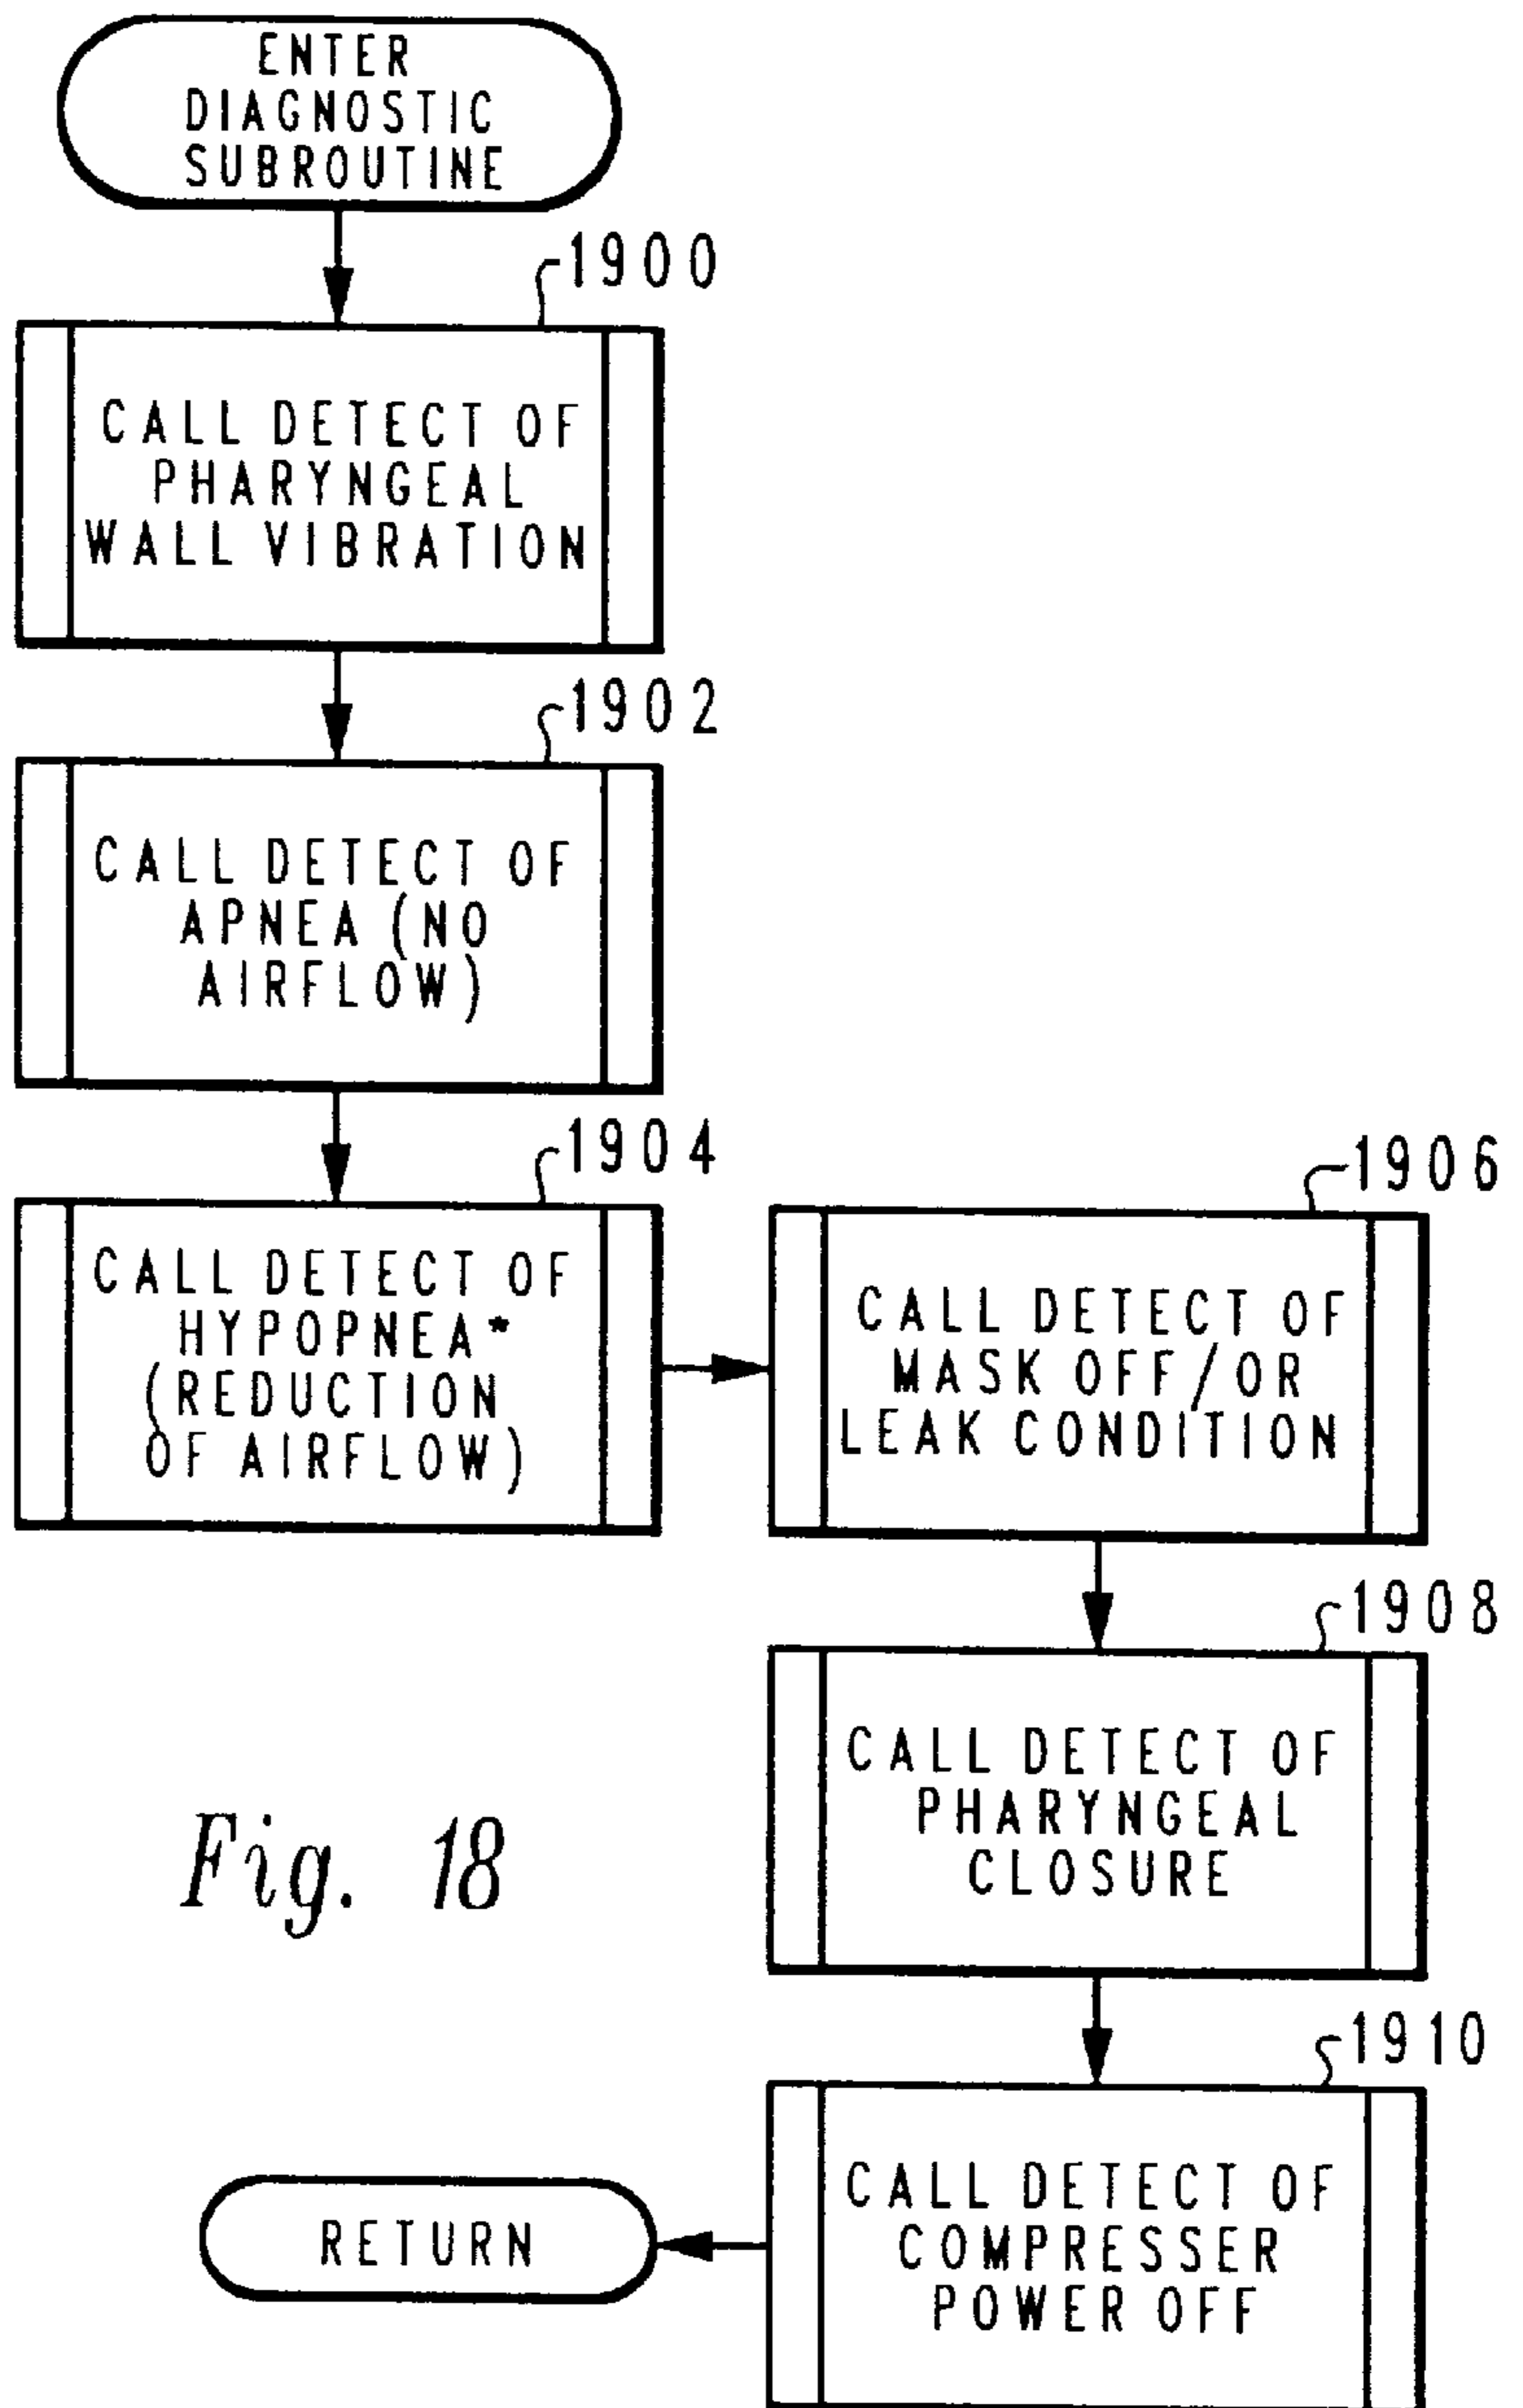 ENTER
DIAGNOSTIC
SUBROUTINE
1900
CALL DETECT OF
PHARYNGEAL
WALL VIBRATION
1902
CALL DETECT OF
APNEA (NO
AIRFLOW)
1904
CALL DETECT OF
HYPOPNEA*
(REDUCTION
OF AIRFLOW)
1906
CALL DETECT OF
MASK OFF/OR
LEAK CONDITION
1908
CALL DETECT OF
PHARYNGEAL
CLOSURE
1910
CALL DETECT OF
COMPRESSER
POWER OFF
RETURN
Fig. 18